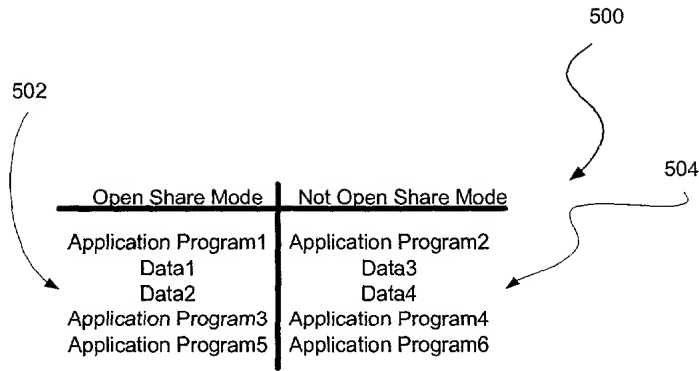 500
502
504
Open Share Mode Not Open Share Mode
Application Program1 Application Program2
Data1 Data3
Data2 Data4
Application Program3 Application Program4
Application Program5 Application Program6